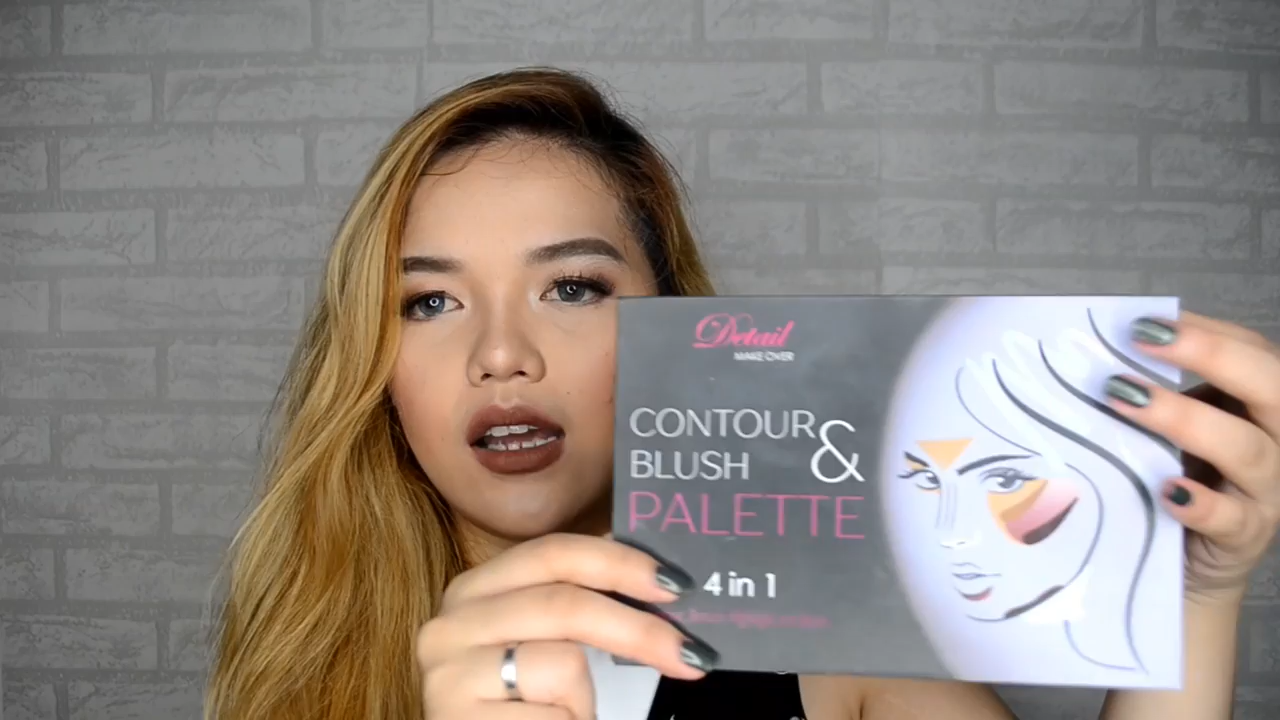 Detail
MAKE OVER
CONTOUR &
BLUSH
PALETTE
4 in 1